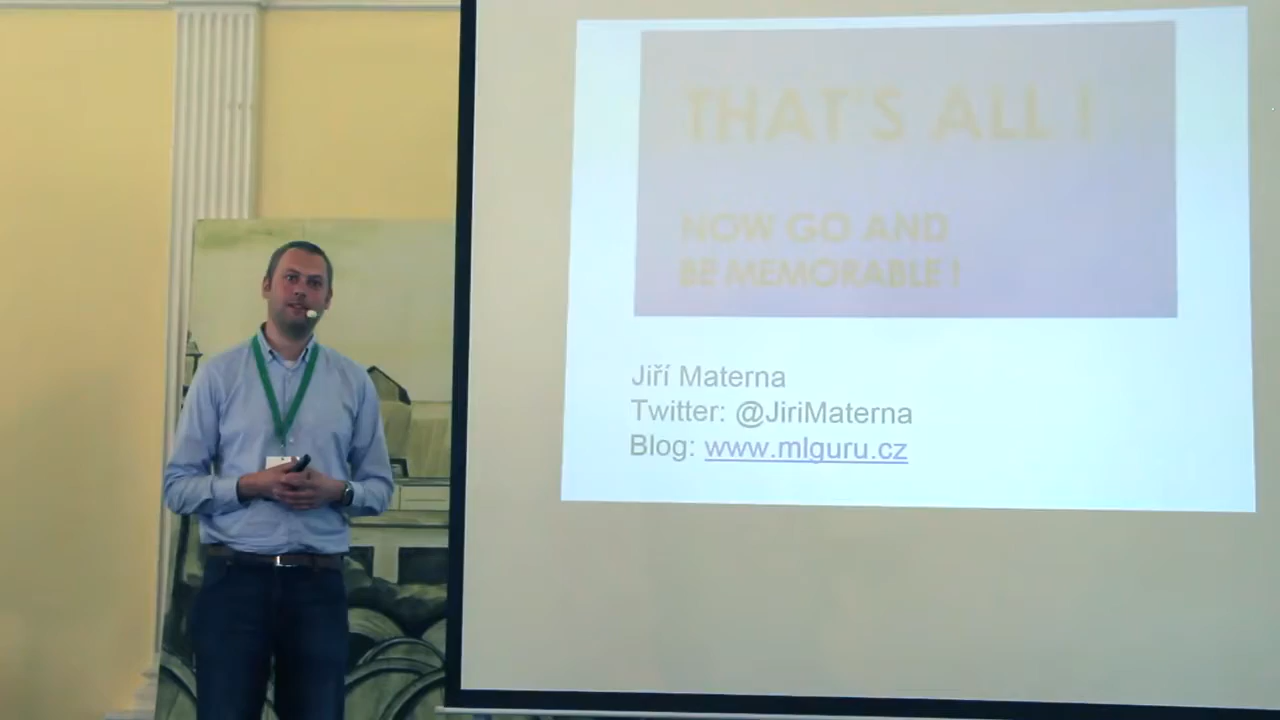 THAT'S ALL !
NOW GO AND
BE MEMORABLE !
Jiří Materna
Twitter: @JiriMaterna
Blog: www.mlguru.cz